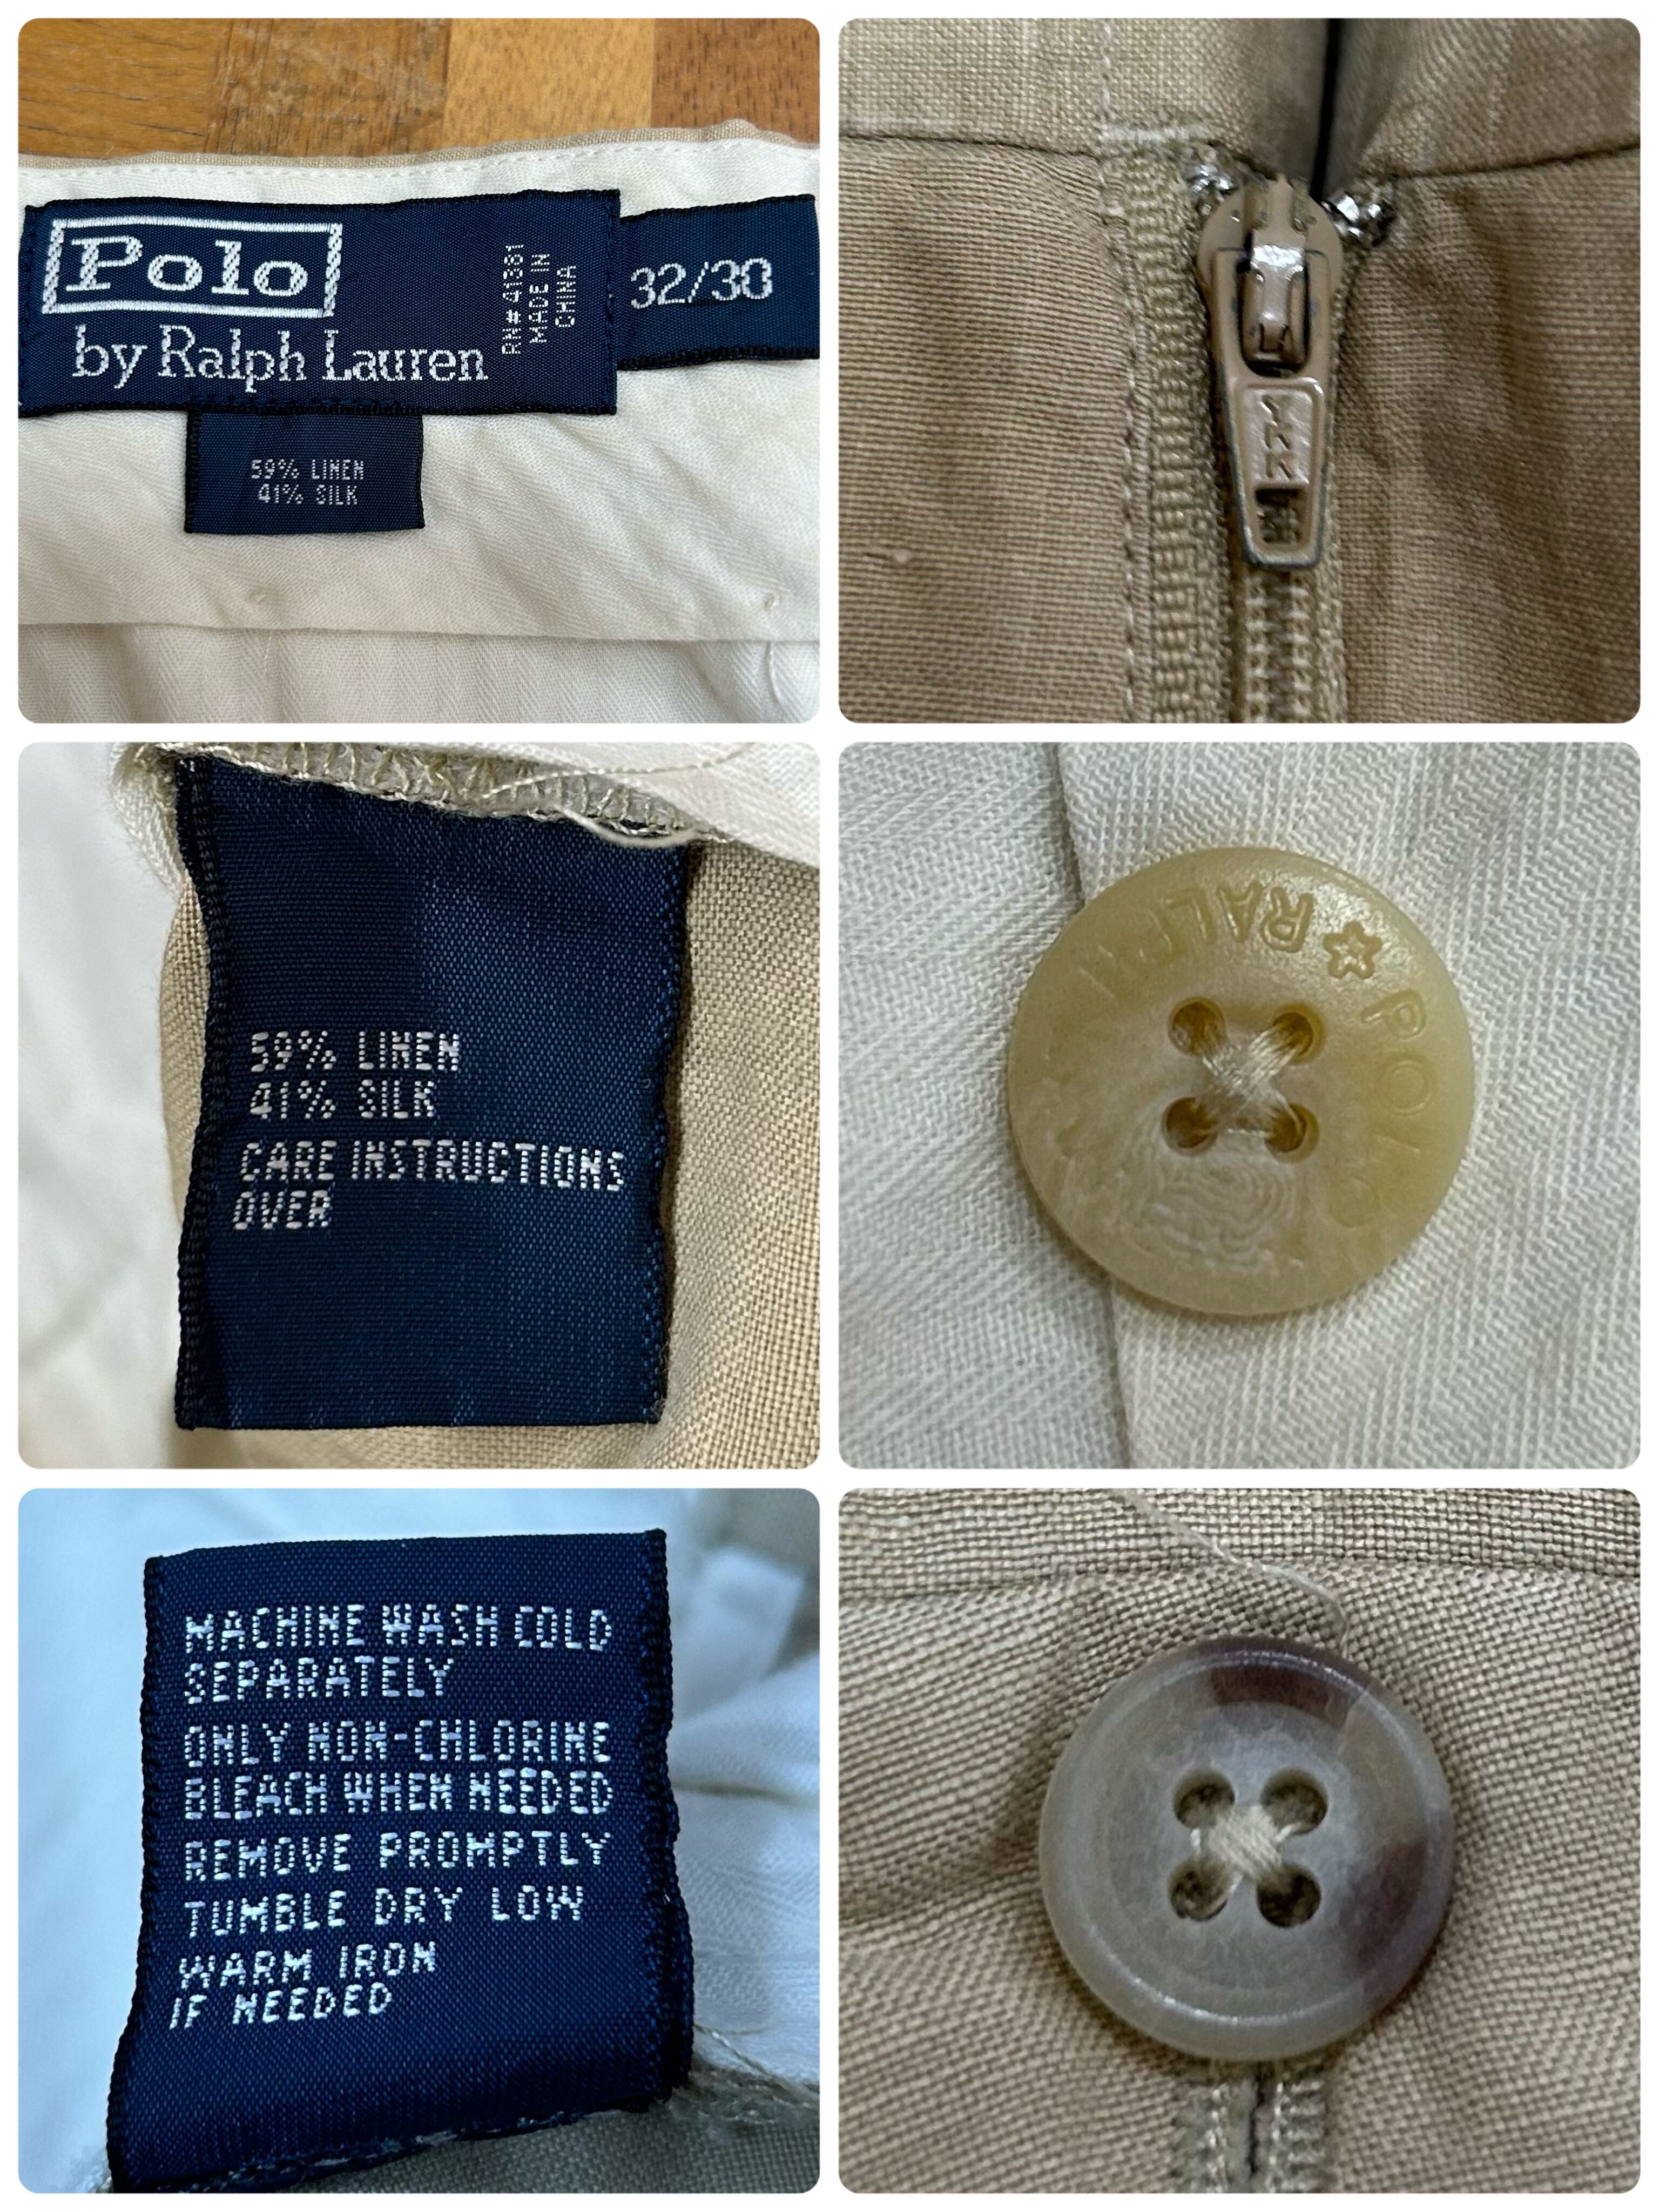 Polo
by Ralph Lauren
RN# 41381
MADE IN
CHINA
32/30
59% LINEN
41% SILK
YKK
59% LINEN
41% SILK
CARE INSTRUCTIONS
OVER
POLO ☆ RALPH
MACHINE WASH COLD
SEPARATELY
ONLY NON-CHLORINE
BLEACH WHEN NEEDED
REMOVE PROMPTLY
TUMBLE DRY LOW
WARM IRON
IF NEEDED